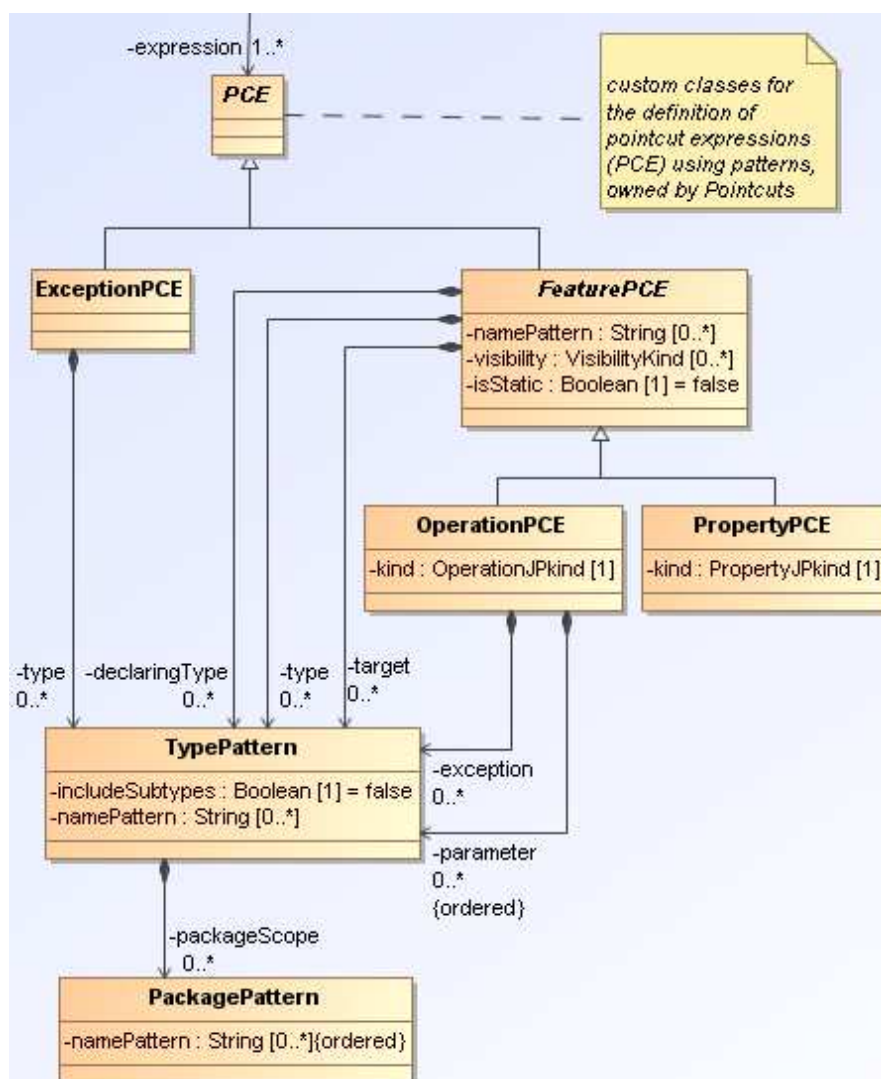 -expression 1..*
PCE
custom classes for
the definition of
pointcut expressions
(PCE) using patterns,
owned by Pointcuts
ExceptionPCE
FeaturePCE
-namePattern : String [0..*]
-visibility : VisibilityKind [0..*]
-isStatic : Boolean [1] = false
OperationPCE
-kind : OperationJPkind [1]
PropertyPCE
-kind : PropertyJPkind [1]
-type
0..*
-declaringType
0..*
-type
0..*
-target
0..*
TypePattern
-includeSubtypes : Boolean [1] = false
-namePattern : String [0..*]
-exception
0..*
-parameter
0..*
{ordered}
-packageScope
0..*
PackagePattern
-namePattern : String [0..*]{ordered}